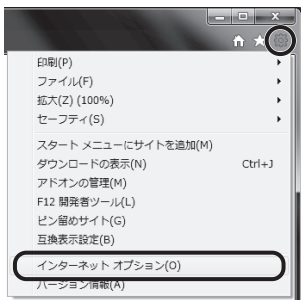 印刷(P)
ファイル(F)
拡大(Z) (100%)
セーフティ(S)
スタート メニューにサイトを追加(M)
ダウンロードの表示(N) Ctrl+J
アドオンの管理(M)
F12 開発者ツール(L)
ピン留めサイト(G)
互換表示設定(B)
インターネット オプション(O)
バージョン情報(A)